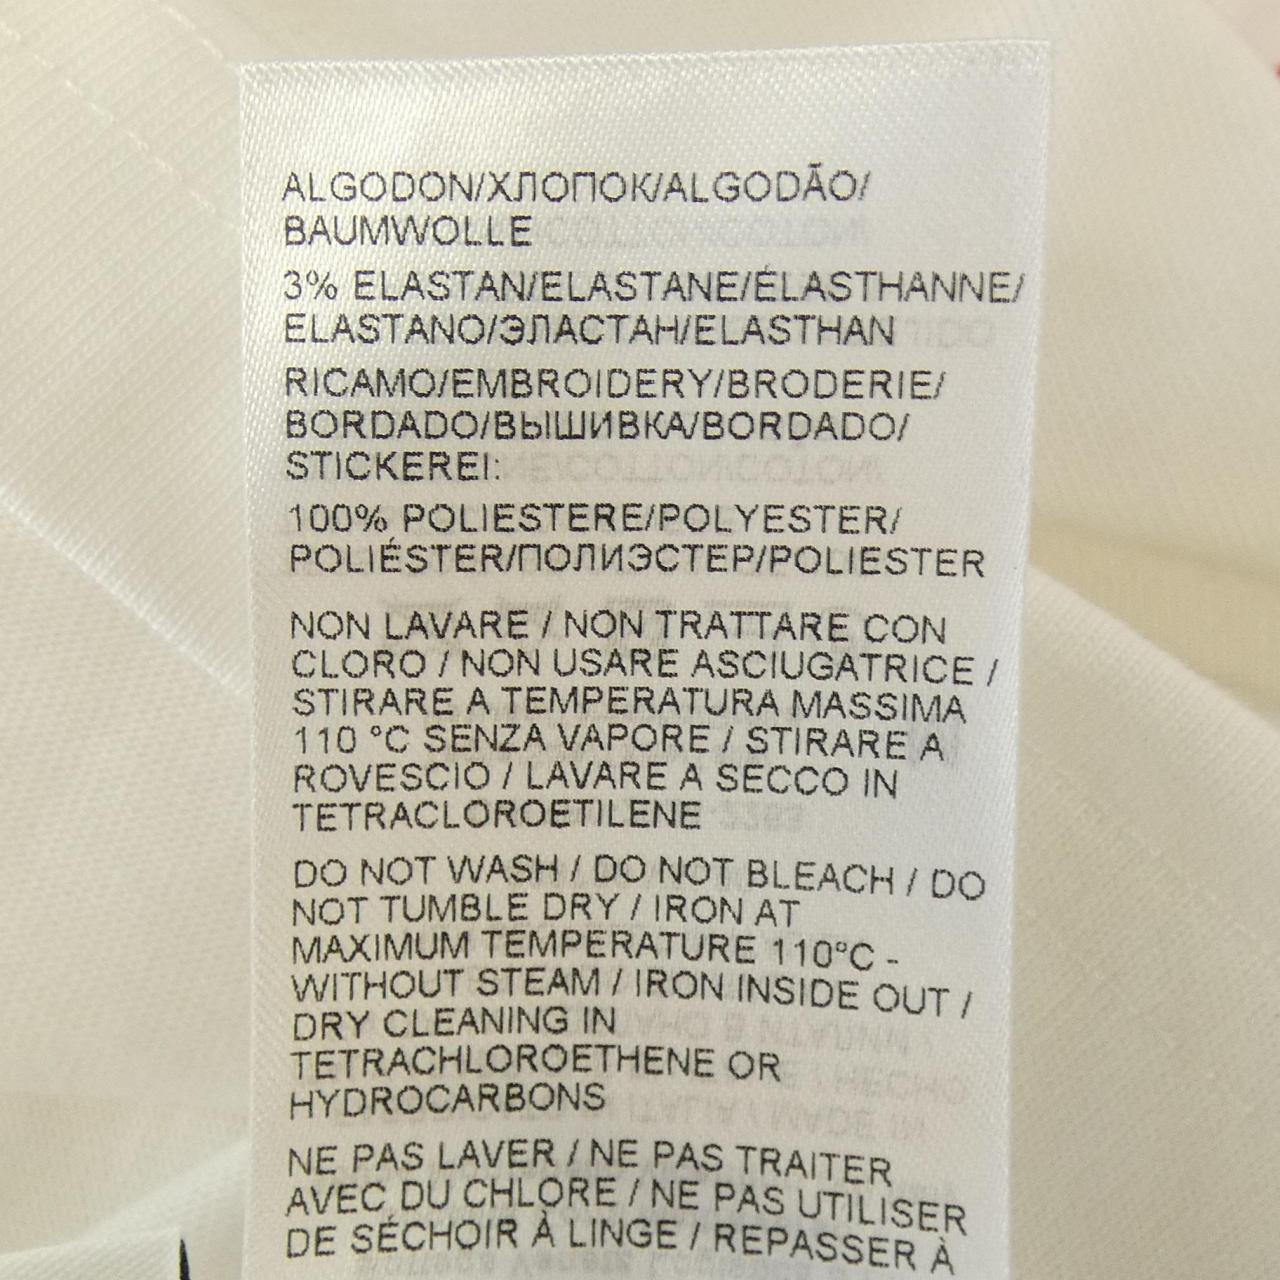 ALGODON/ХЛОПОК/ALGODÃO/
BAUMWOLLE
3% ELASTAN/ELASTANE/ÉLASTHANNE/
ELASTANO/ЭЛАСТАН/ELASTHAN
RICAMO/EMBROIDERY/BRODERIE/
BORDADO/ВЫШИВКА/BORDADO/
STICKEREI:
100% POLIESTERE/POLYESTER/
POLIÉSTER/ПОЛИЭСТЕР/POLIESTER
NON LAVARE / NON TRATTARE CON
CLORO / NON USARE ASCIUGATRICE /
STIRARE A TEMPERATURA MASSIMA
110 °C SENZA VAPORE / STIRARE A
ROVESCIO / LAVARE A SECCO IN
TETRACLOROETILENE
DO NOT WASH / DO NOT BLEACH / DO
NOT TUMBLE DRY / IRON AT
MAXIMUM TEMPERATURE 110°C -
WITHOUT STEAM / IRON INSIDE OUT /
DRY CLEANING IN
TETRACHLOROETHENE OR
HYDROCARBONS
NE PAS LAVER / NE PAS TRAITER
AVEC DU CHLORE / NE PAS UTILISER
DE SÉCHOIR À LINGE / REPASSER À